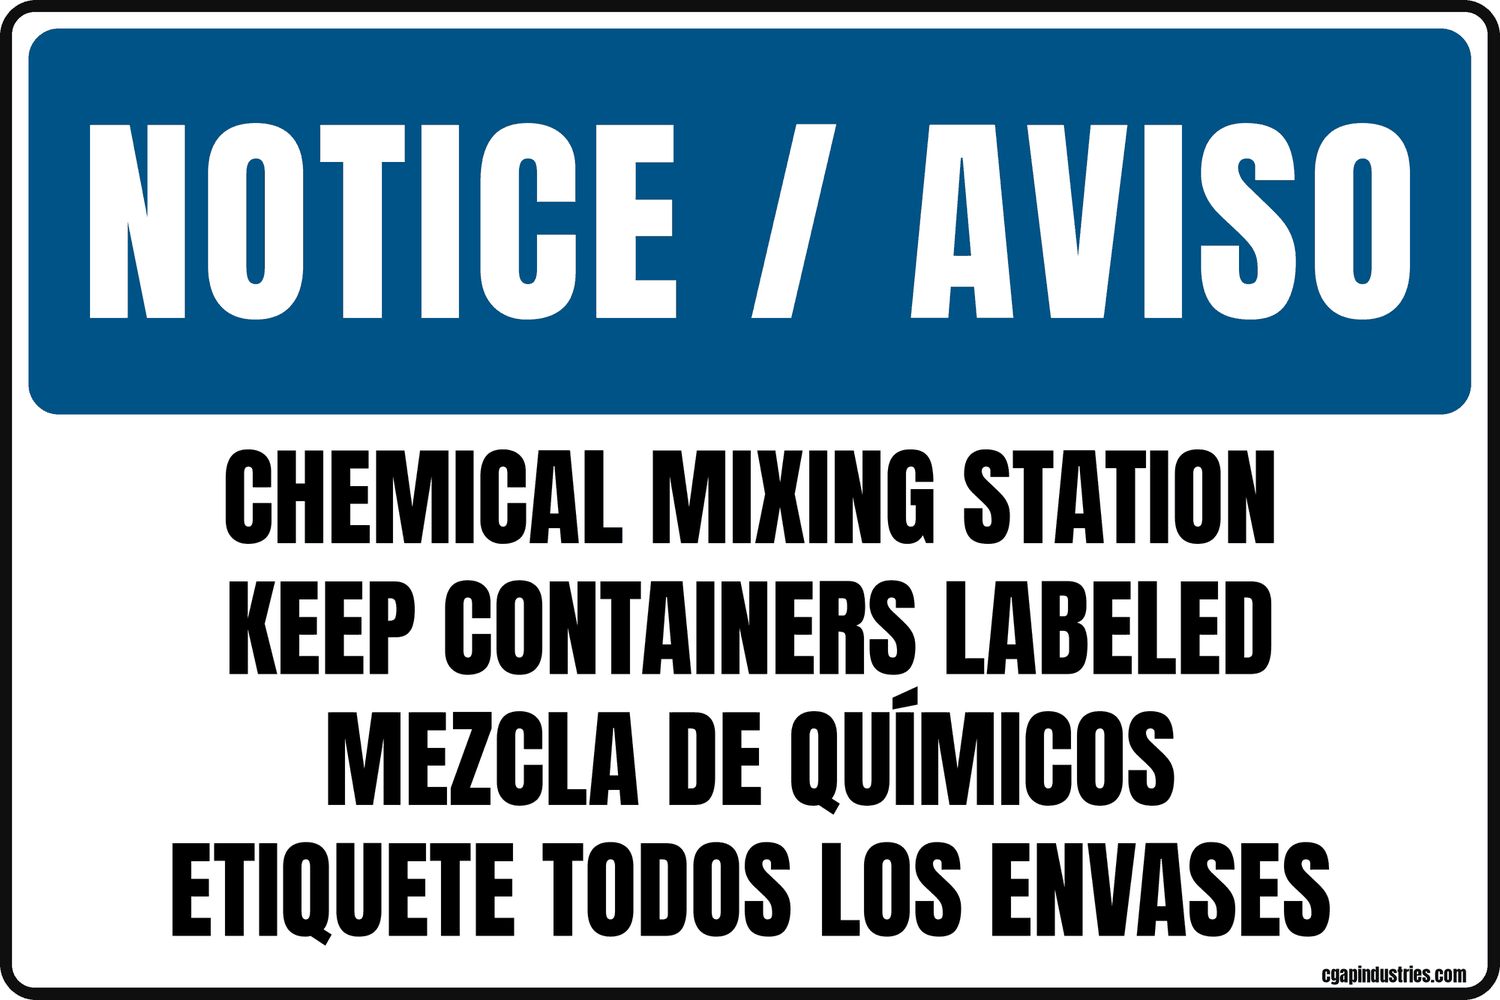 NOTICE / AVISO
CHEMICAL MIXING STATION
KEEP CONTAINERS LABELED
MEZCLA DE QUÍMICOS
ETIQUETE TODOS LOS ENVASES
cgapindustries.com